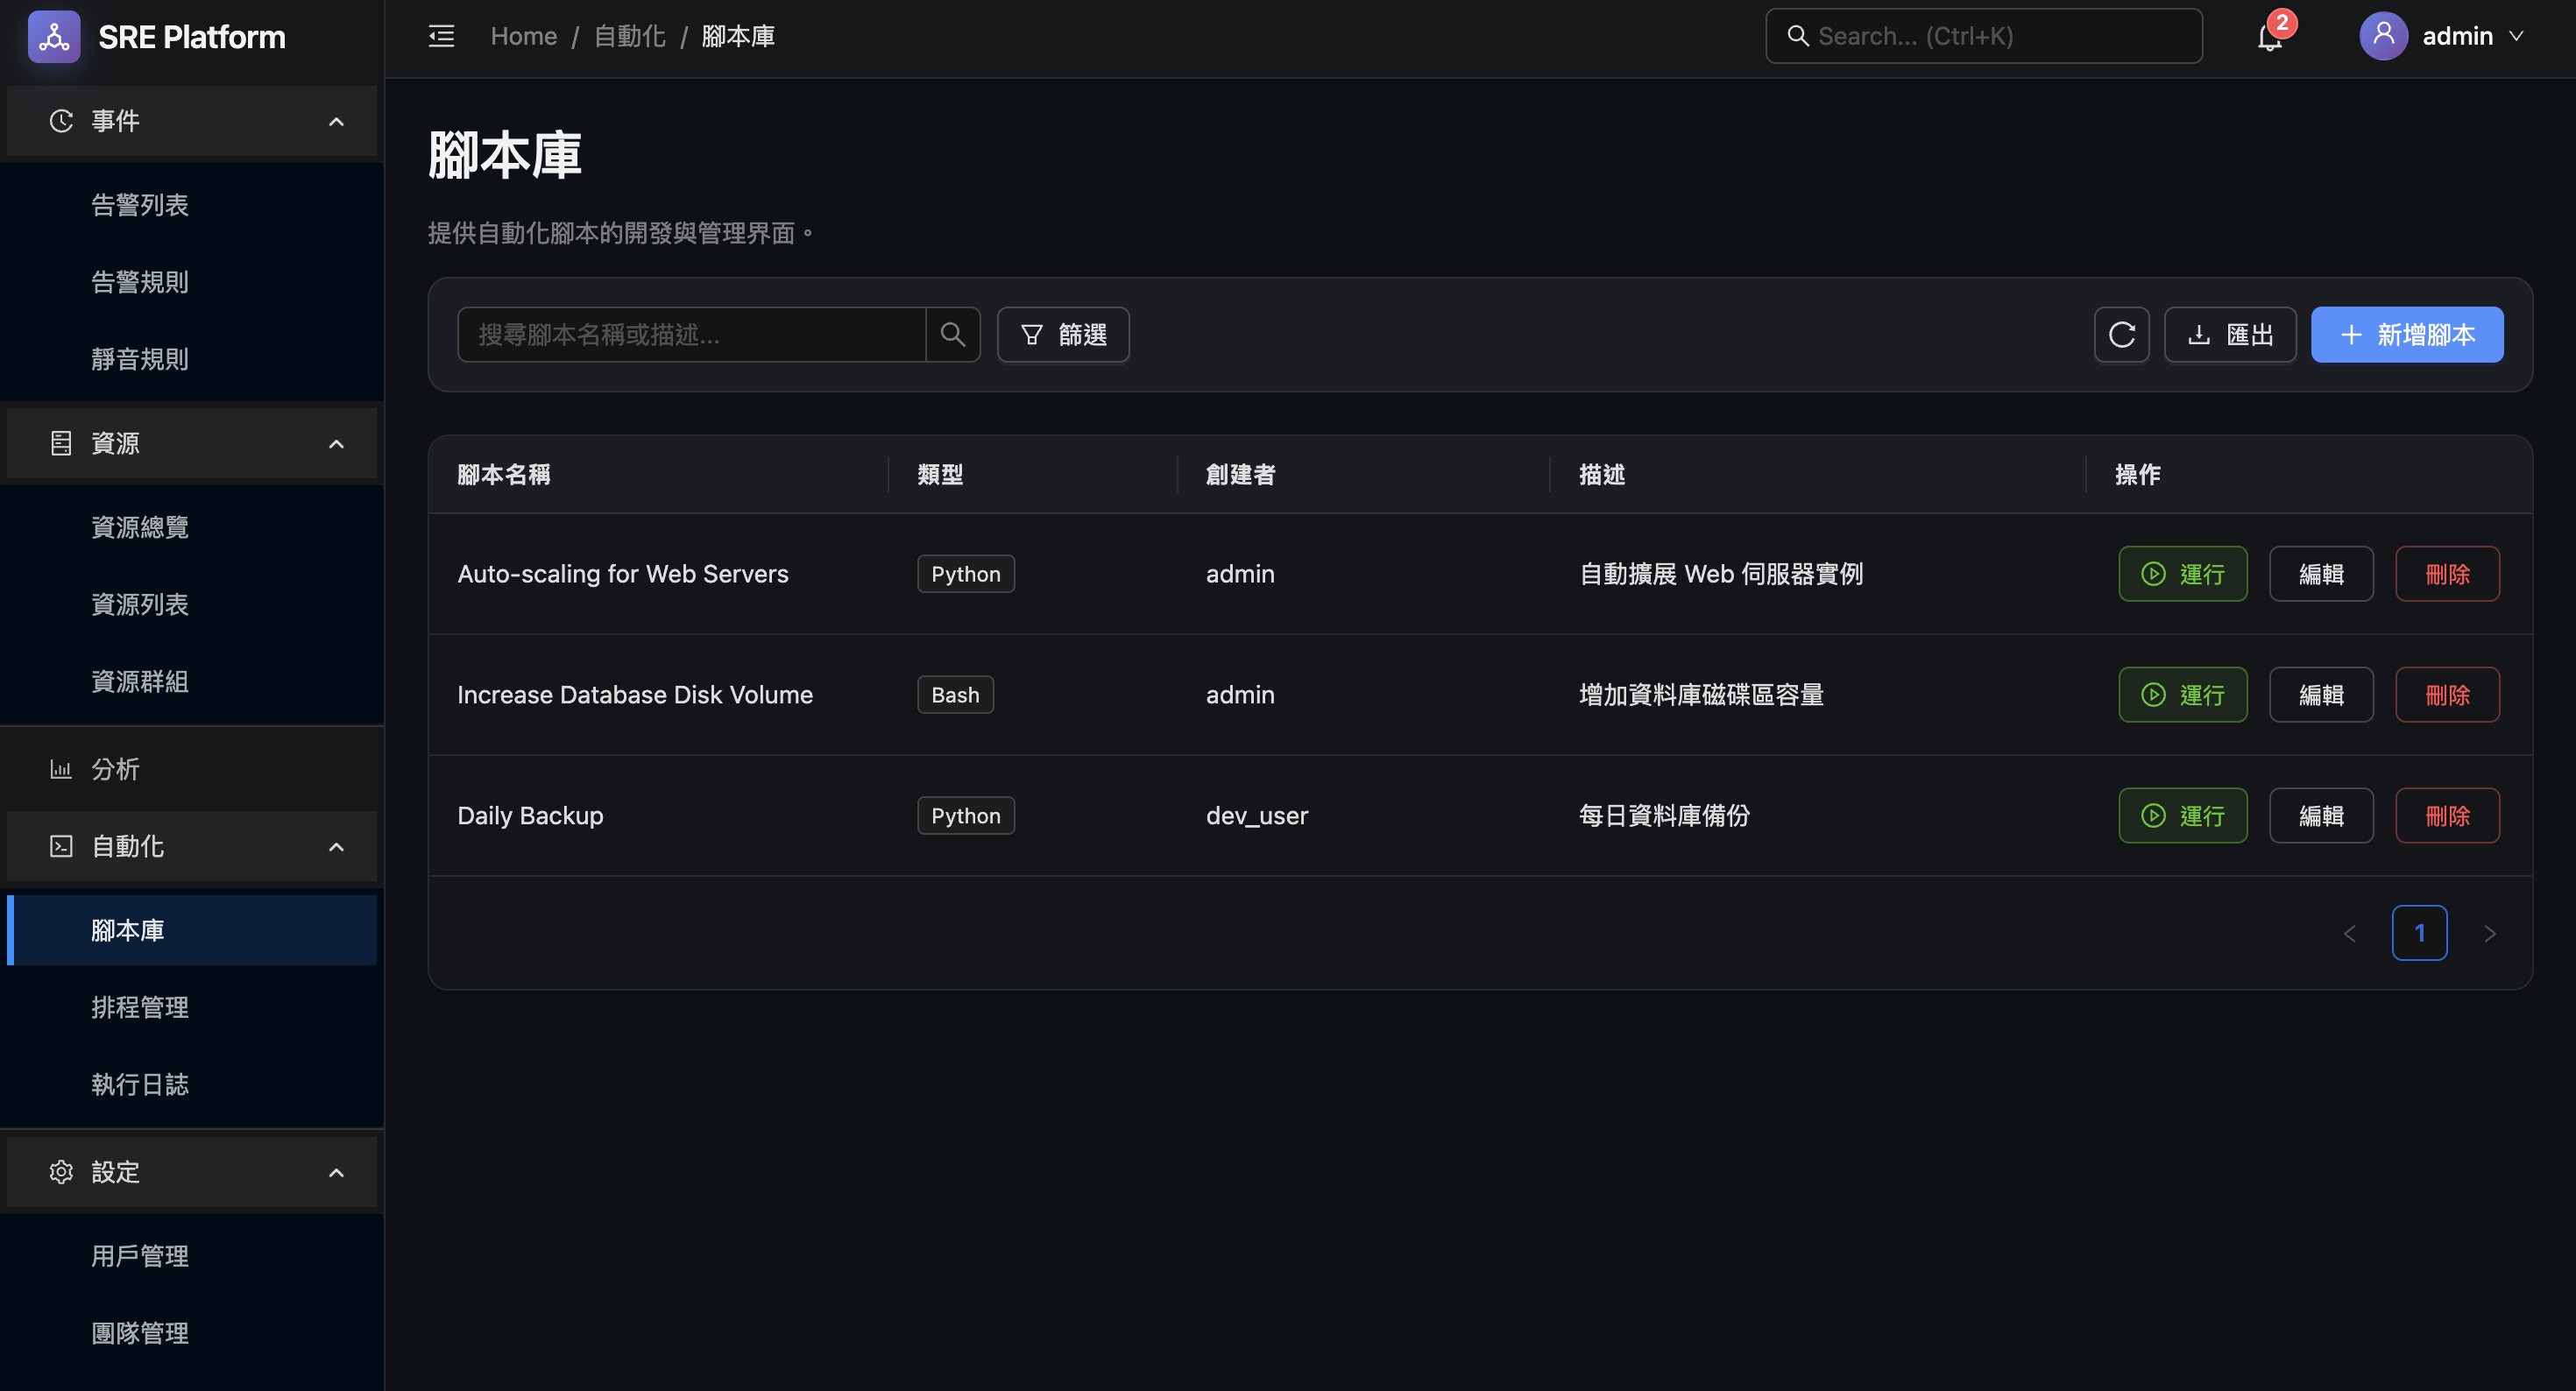 SRE Platform
Home / 自動化 / 腳本庫
Search... (Ctrl+K)
2
admin
事件
告警列表
告警規則
靜音規則
資源
資源總覽
資源列表
資源群組
分析
自動化
腳本庫
排程管理
執行日誌
設定
用戶管理
團隊管理
腳本庫
提供自動化腳本的開發與管理界面。
搜尋腳本名稱或描述...
篩選
匯出
新增腳本
腳本名稱 類型 創建者 描述 操作
Auto-scaling for Web Servers Python admin 自動擴展 Web 伺服器實例 運行 編輯 刪除
Increase Database Disk Volume Bash admin 增加資料庫磁碟區容量 運行 編輯 刪除
Daily Backup Python dev_user 每日資料庫備份 運行 編輯 刪除
1